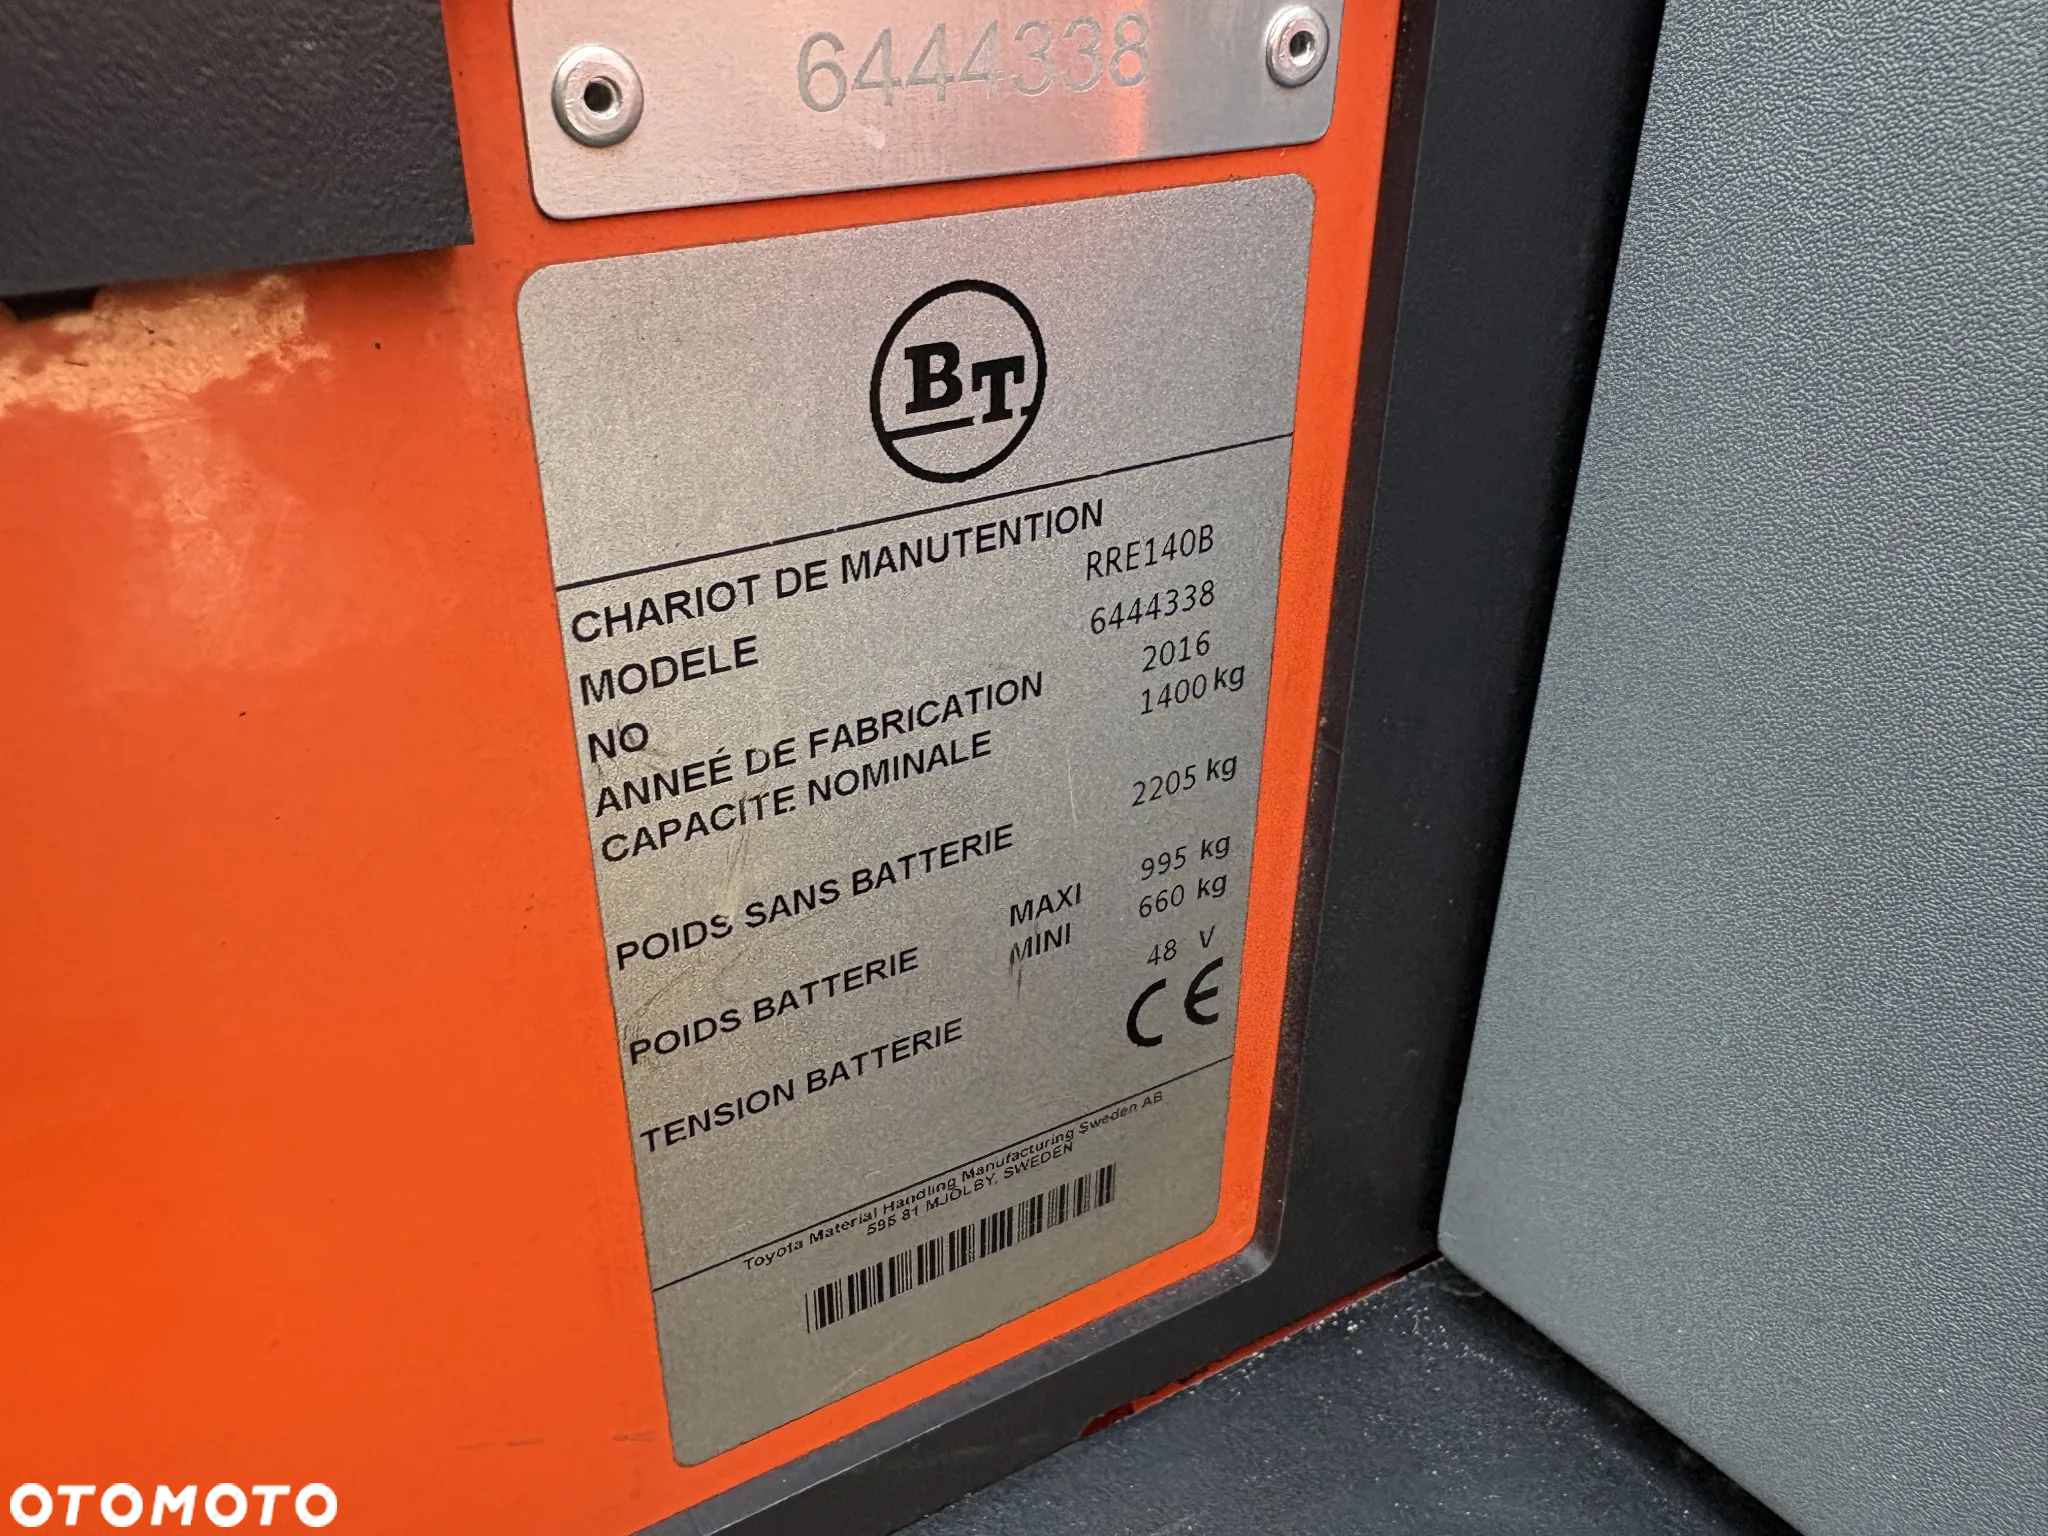 6444338
BT
CHARIOT DE MANUTENTION
MODELE RRE140B
NO 6444338
ANNEÉ DE FABRICATION 2016
CAPACITE NOMINALE 1400 kg
POIDS SANS BATTERIE 2205 kg
POIDS BATTERIE MAXI 995 kg
MINI 660 kg
TENSION BATTERIE 48 V
CE
Toyota Material Handling Manufacturing Sweden AB
595 81 MJÖLBY, SWEDEN
OTOMOTO